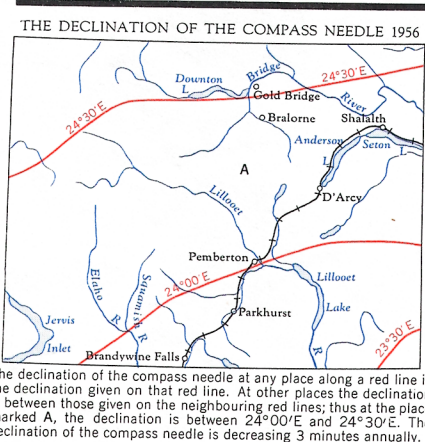 THE DECLINATION OF THE COMPASS NEEDLE 1956
Downton
L.
Bridge
River
24°30'E
Gold Bridge
24°30'E
Bralorne
Shalalth
Anderson
L.
Seton
L.
A
D'Arcy
Lillooet
Pemberton
24°00'E
Lillooet
Lake
R
Elaho
R.
Squamish
R
Parkhurst
Jervis
Inlet
23°30'E
Brandywine Falls
he declination of the compass needle at any place along a red line i
he declination given on that red line. At other places the declination
between those given on the neighbouring red lines; thus at the plac
arked A, the declination is between 24°00'E and 24°30'E. Th
eclination of the compass needle is decreasing 3 minutes annually.